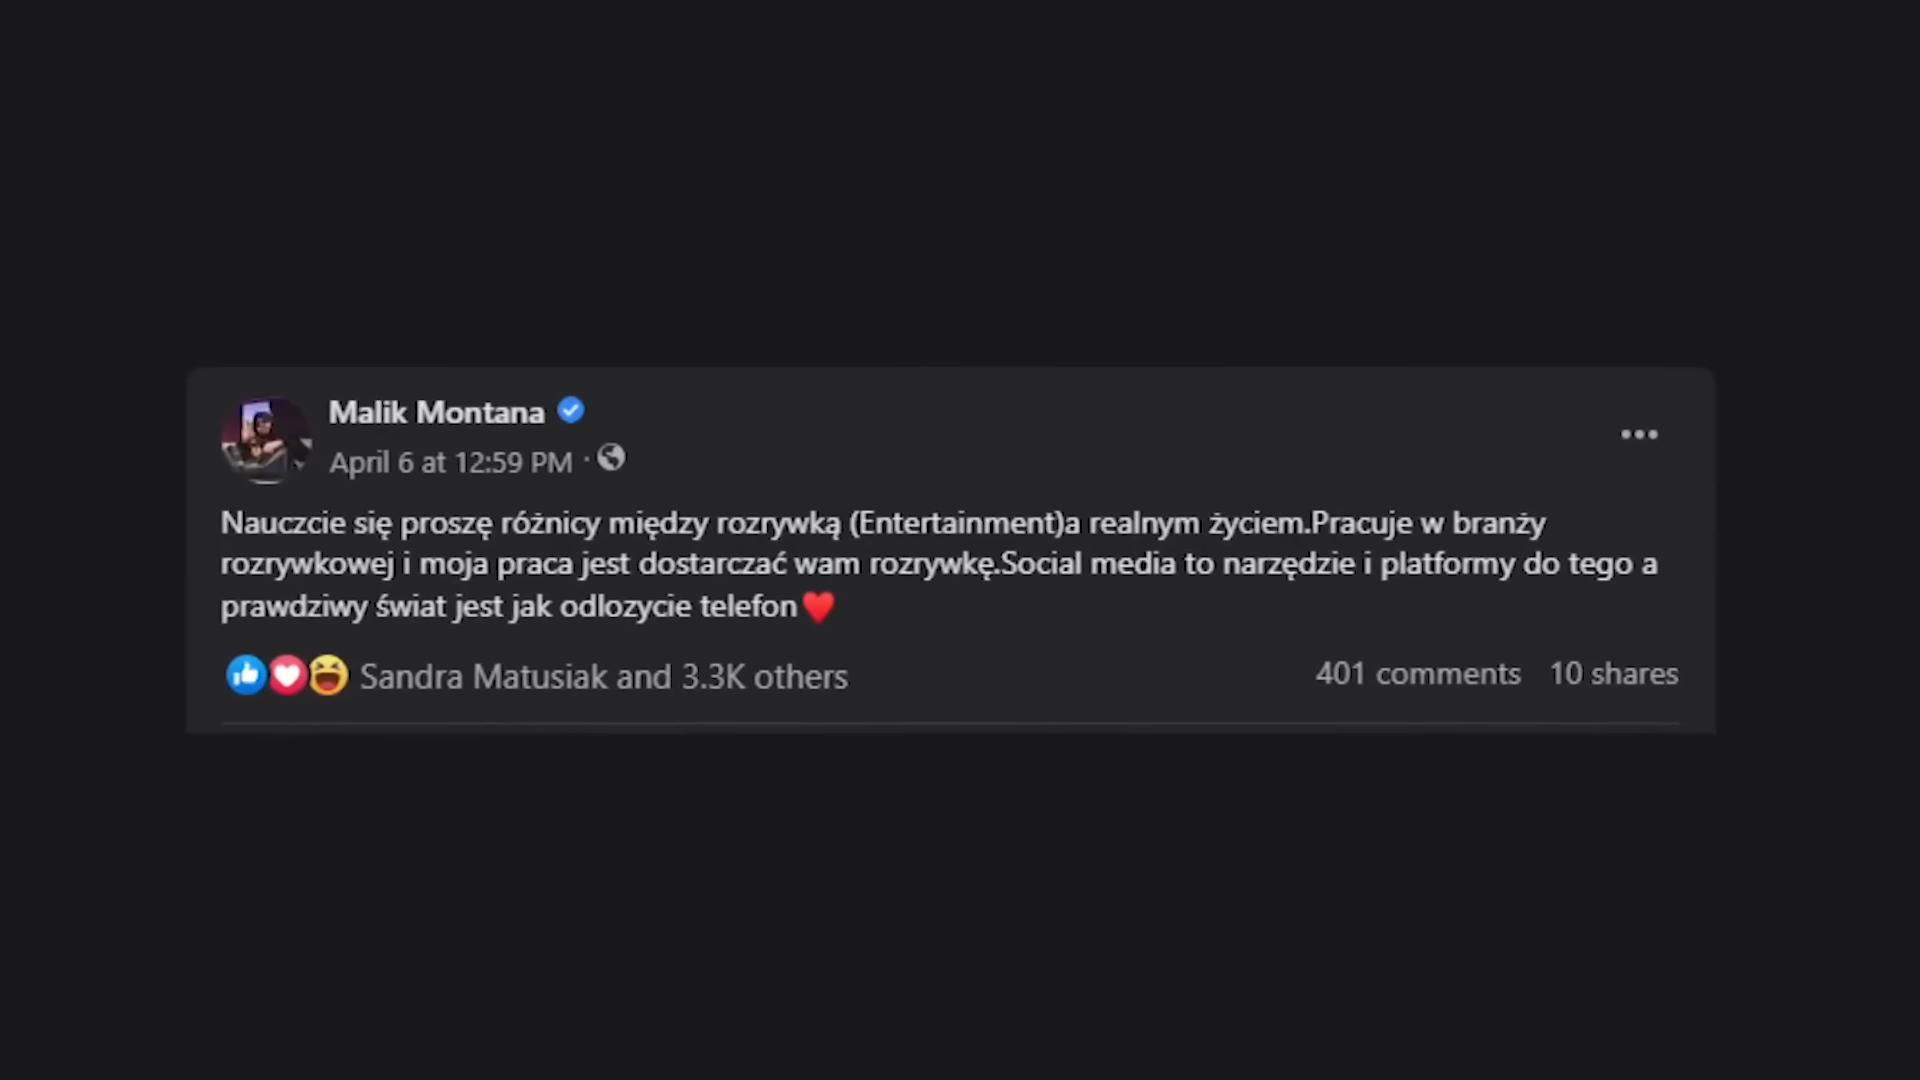 Malik Montana
April 6 at 12:59 PM ·
Nauczcie się proszę różnicy między rozrywką (Entertainment)a realnym życiem.Pracuje w branży
rozrywkowej i moja praca jest dostarczać wam rozrywkę.Social media to narzędzie i platformy do tego a
prawdziwy świat jest jak odlozycie telefon❤️
Sandra Matusiak and 3.3K others 401 comments 10 shares